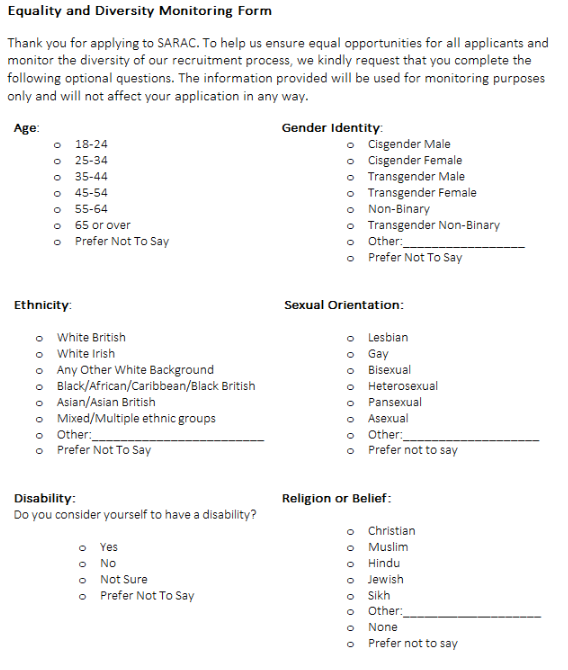 Equality and Diversity Monitoring Form
Thank you for applying to SARAC. To help us ensure equal opportunities for all applicants and
monitor the diversity of our recruitment process, we kindly request that you complete the
following optional questions. The information provided will be used for monitoring purposes
only and will not affect your application in any way.
Age:
o 18-24
o 25-34
o 35-44
o 45-54
o 55-64
o 65 or over
o Prefer Not To Say
Gender Identity:
o Cisgender Male
o Cisgender Female
o Transgender Male
o Transgender Female
o Non-Binary
o Transgender Non-Binary
o Other:_________________
o Prefer Not To Say
Ethnicity:
o White British
o White Irish
o Any Other White Background
o Black/African/Caribbean/Black British
o Asian/Asian British
o Mixed/Multiple ethnic groups
o Other:________________________
o Prefer Not To Say
Sexual Orientation:
o Lesbian
o Gay
o Bisexual
o Heterosexual
o Pansexual
o Asexual
o Other:___________________
o Prefer not to say
Disability:
Do you consider yourself to have a disability?
o Yes
o No
o Not Sure
o Prefer Not To Say
Religion or Belief:
o Christian
o Muslim
o Hindu
o Jewish
o Sikh
o Other:___________________
o None
o Prefer not to say